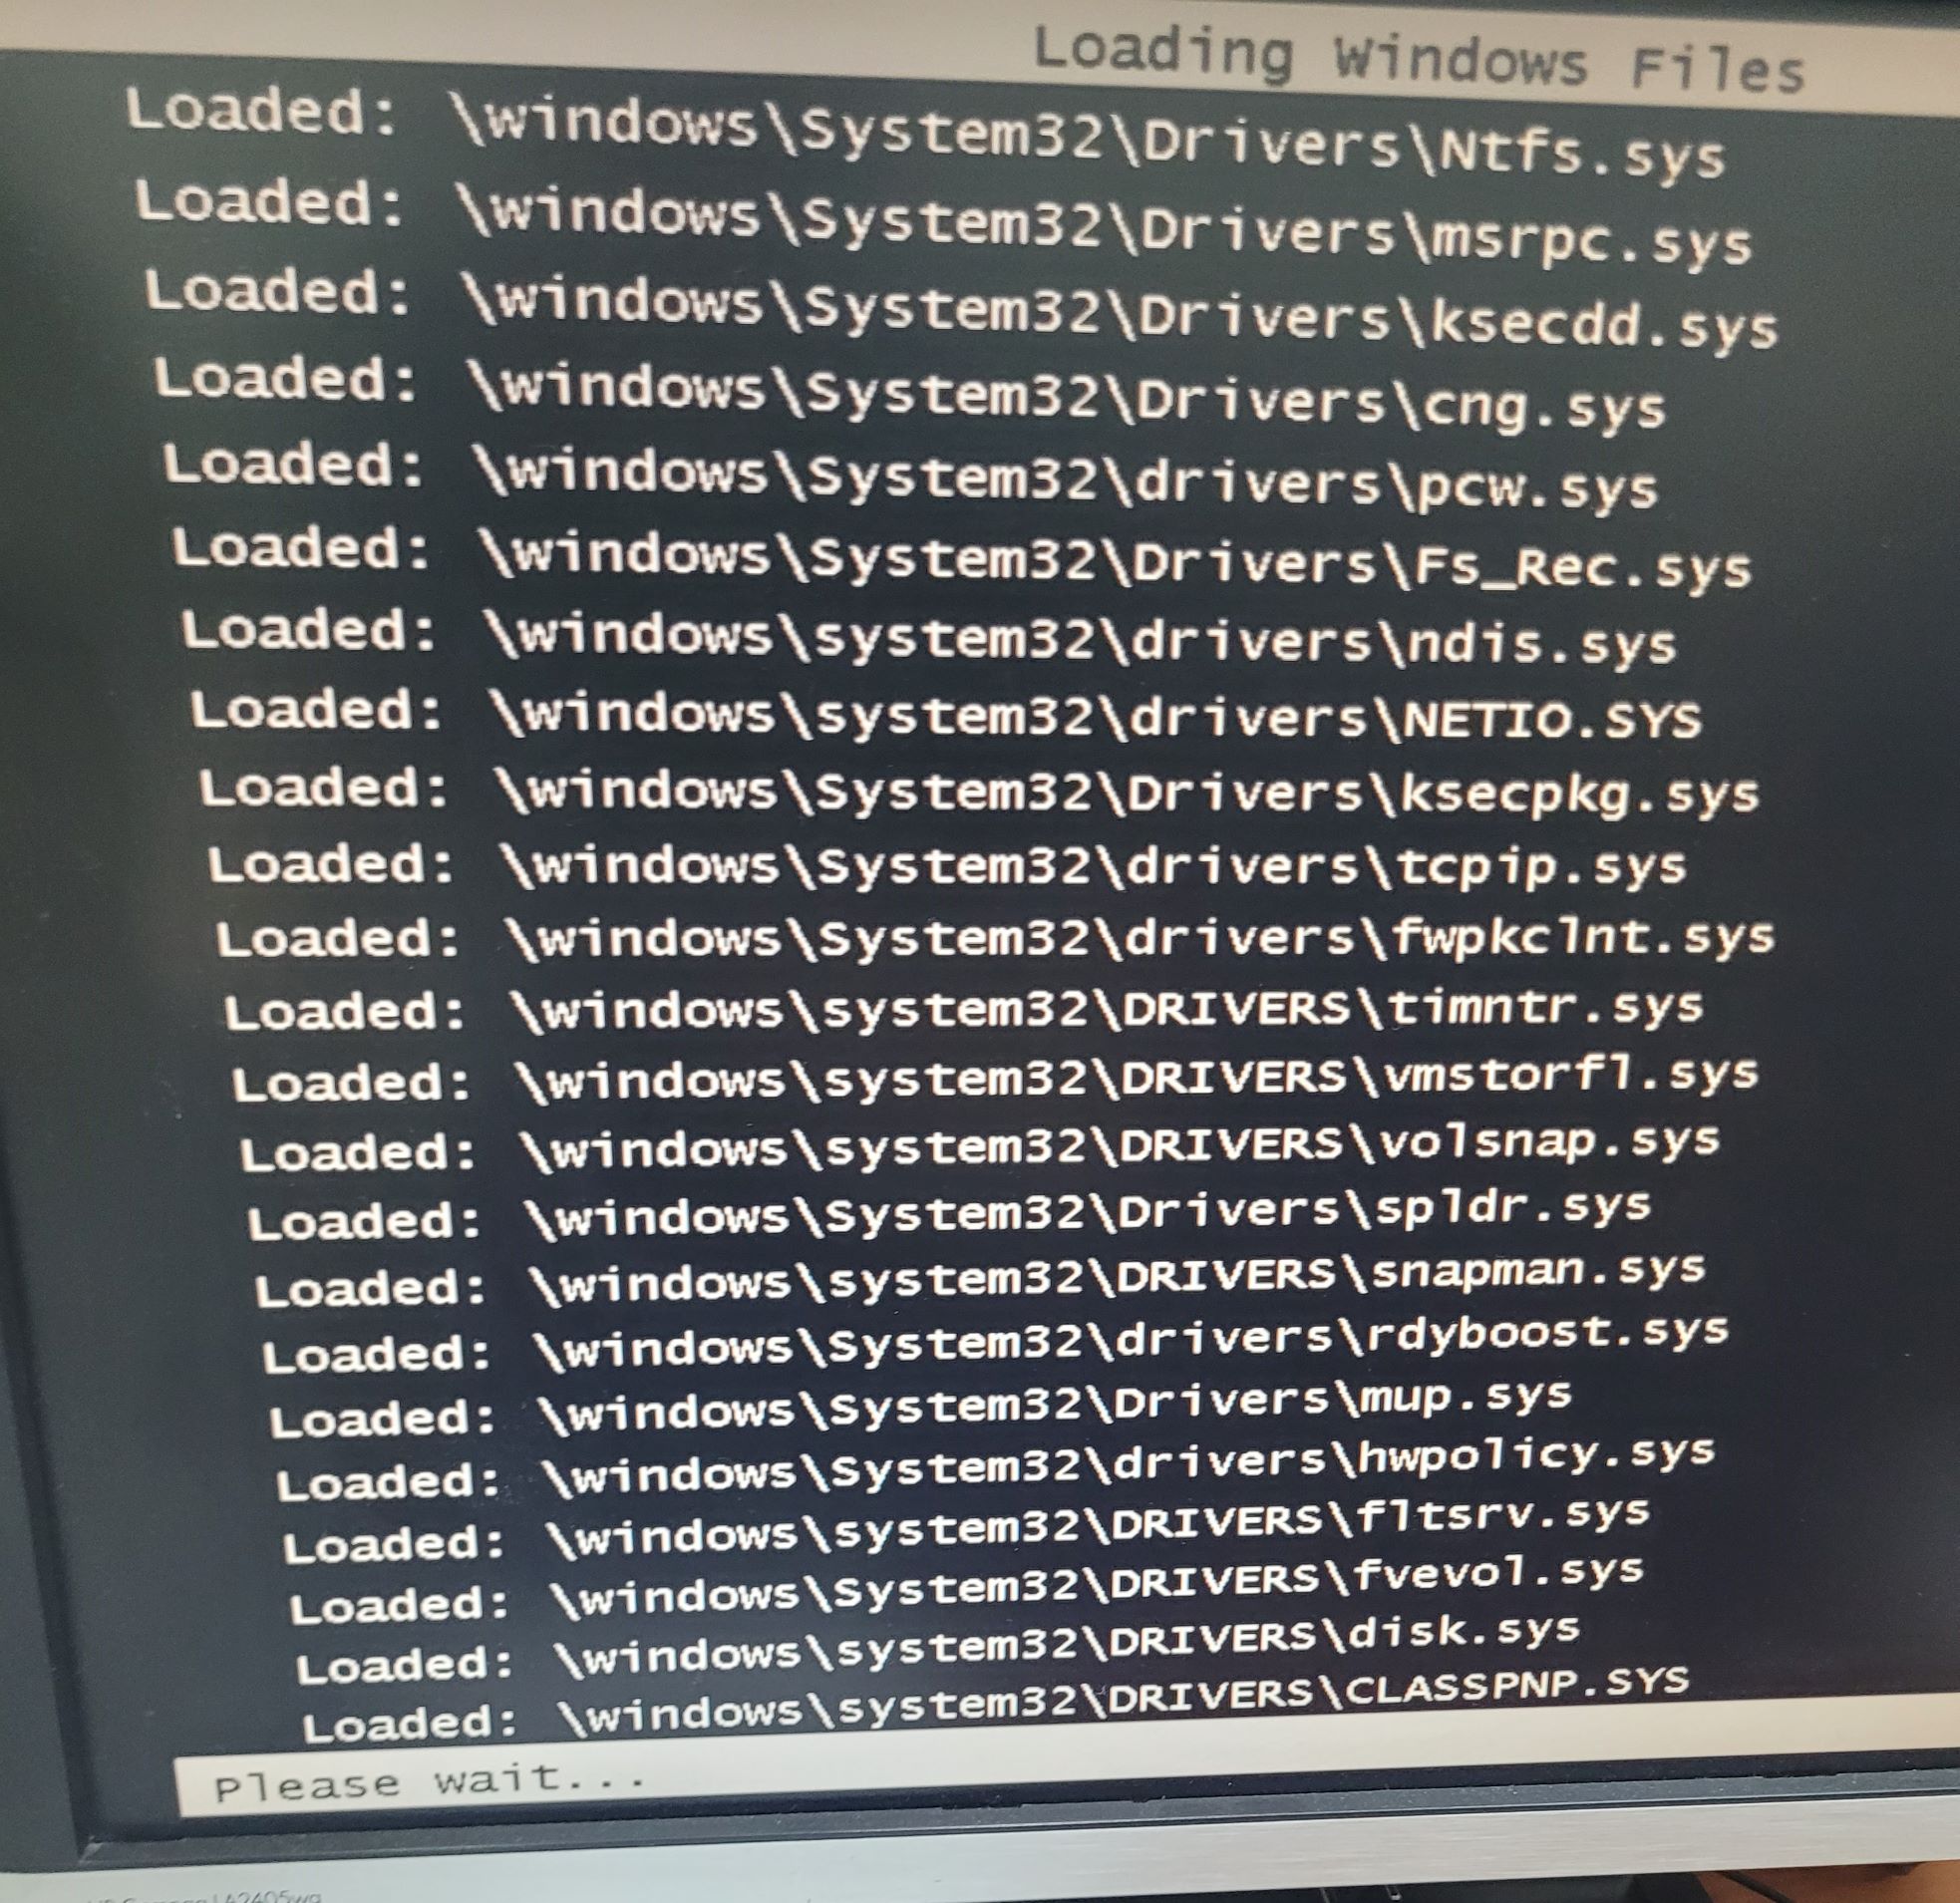 Loading Windows Files
Loaded: \windows\System32\Drivers\Ntfs.sys
Loaded: \windows\System32\Drivers\msrpc.sys
Loaded: \windows\System32\Drivers\ksecdd.sys
Loaded: \windows\System32\Drivers\cng.sys
Loaded: \windows\System32\drivers\pcw.sys
Loaded: \windows\System32\Drivers\Fs_Rec.sys
Loaded: \windows\system32\drivers\ndis.sys
Loaded: \windows\system32\drivers\NETIO.SYS
Loaded: \windows\System32\Drivers\ksecpkg.sys
Loaded: \windows\System32\drivers\tcpip.sys
Loaded: \windows\System32\drivers\fwpkclnt.sys
Loaded: \windows\system32\DRIVERS\timntr.sys
Loaded: \windows\system32\DRIVERS\vmstorfl.sys
Loaded: \windows\system32\DRIVERS\volsnap.sys
Loaded: \windows\System32\Drivers\spldr.sys
Loaded: \windows\system32\DRIVERS\snapman.sys
Loaded: \windows\System32\drivers\rdyboost.sys
Loaded: \windows\System32\Drivers\mup.sys
Loaded: \windows\System32\drivers\hwpolicy.sys
Loaded: \windows\system32\DRIVERS\fltsrv.sys
Loaded: \windows\System32\DRIVERS\fvevol.sys
Loaded: \windows\system32\DRIVERS\disk.sys
Loaded: \windows\system32\DRIVERS\CLASSPNP.SYS
Please wait...